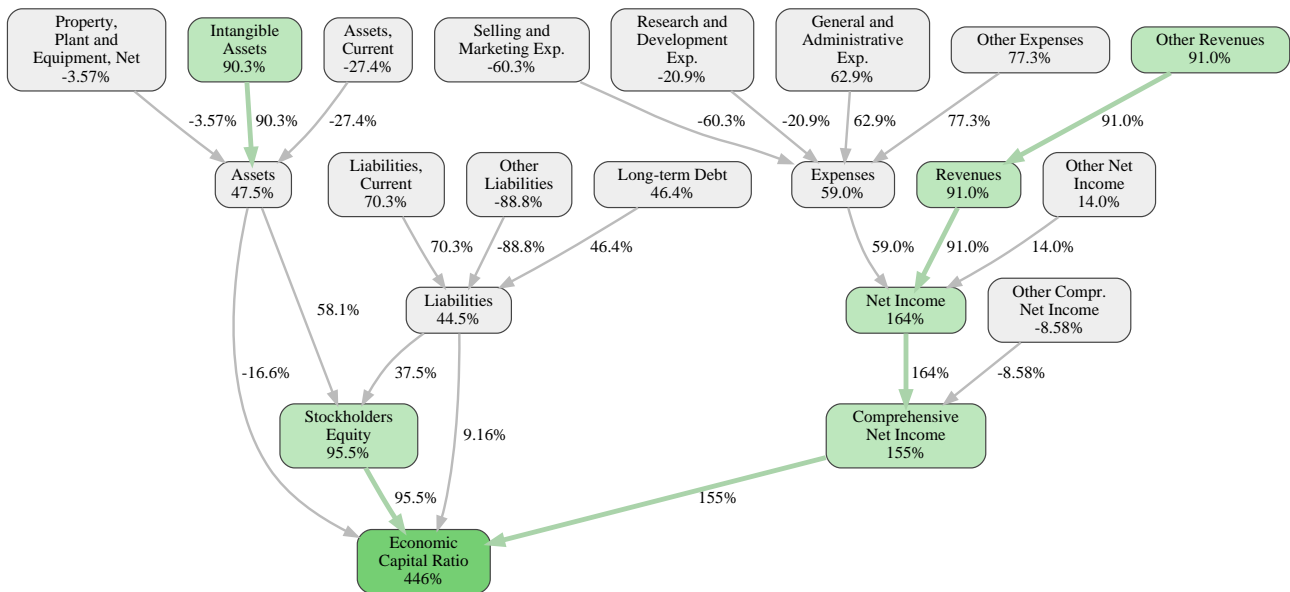 Property,
Plant and
Equipment, Net
-3.57%
Intangible
Assets
90.3%
Assets,
Current
-27.4%
Selling and
Marketing Exp.
-60.3%
Research and
Development
Exp.
-20.9%
General and
Administrative
Exp.
62.9%
Other Expenses
77.3%
Other Revenues
91.0%
-3.57%
90.3%
-27.4%
-60.3%
-20.9%
62.9%
77.3%
91.0%
Assets
47.5%
Liabilities,
Current
70.3%
Other
Liabilities
-88.8%
Long-term Debt
46.4%
Expenses
59.0%
Revenues
91.0%
Other Net
Income
14.0%
70.3%
-88.8%
46.4%
59.0%
91.0%
14.0%
58.1%
Liabilities
44.5%
Net Income
164%
Other Compr.
Net Income
-8.58%
-16.6%
37.5%
164%
-8.58%
Stockholders
Equity
95.5%
9.16%
Comprehensive
Net Income
155%
95.5%
155%
Economic
Capital Ratio
446%